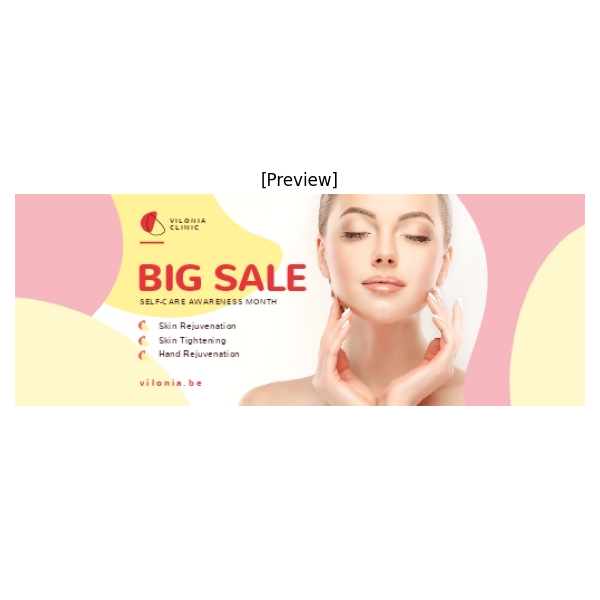 [Preview]
VILONIA
CLINIC
BIG SALE
SELF-CARE AWARENESS MONTH
Skin Rejuvenation
Skin Tightening
Hand Rejuvenation
vilonia.be